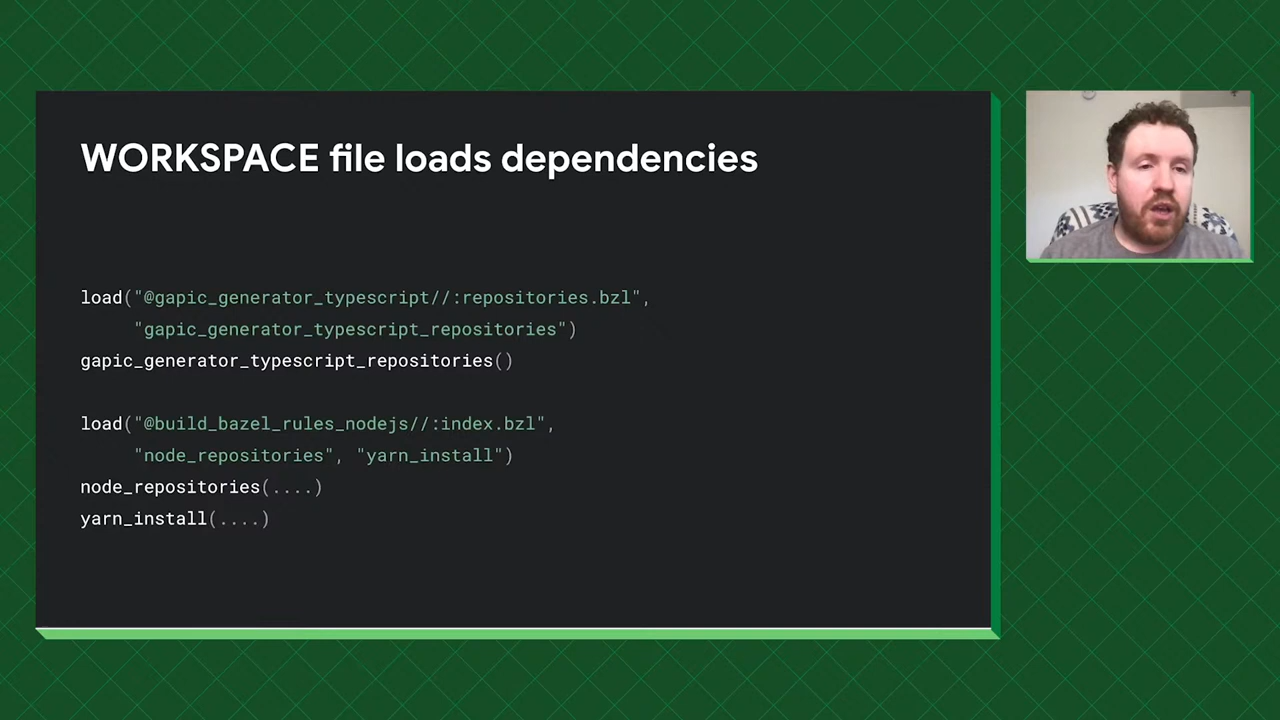 WORKSPACE file loads dependencies
load("@gapic_generator_typescript//:repositories.bzl",
"gapic_generator_typescript_repositories")
gapic_generator_typescript_repositories()
load("@build_bazel_rules_nodejs//:index.bzl",
"node_repositories", "yarn_install")
node_repositories(....)
yarn_install(....)